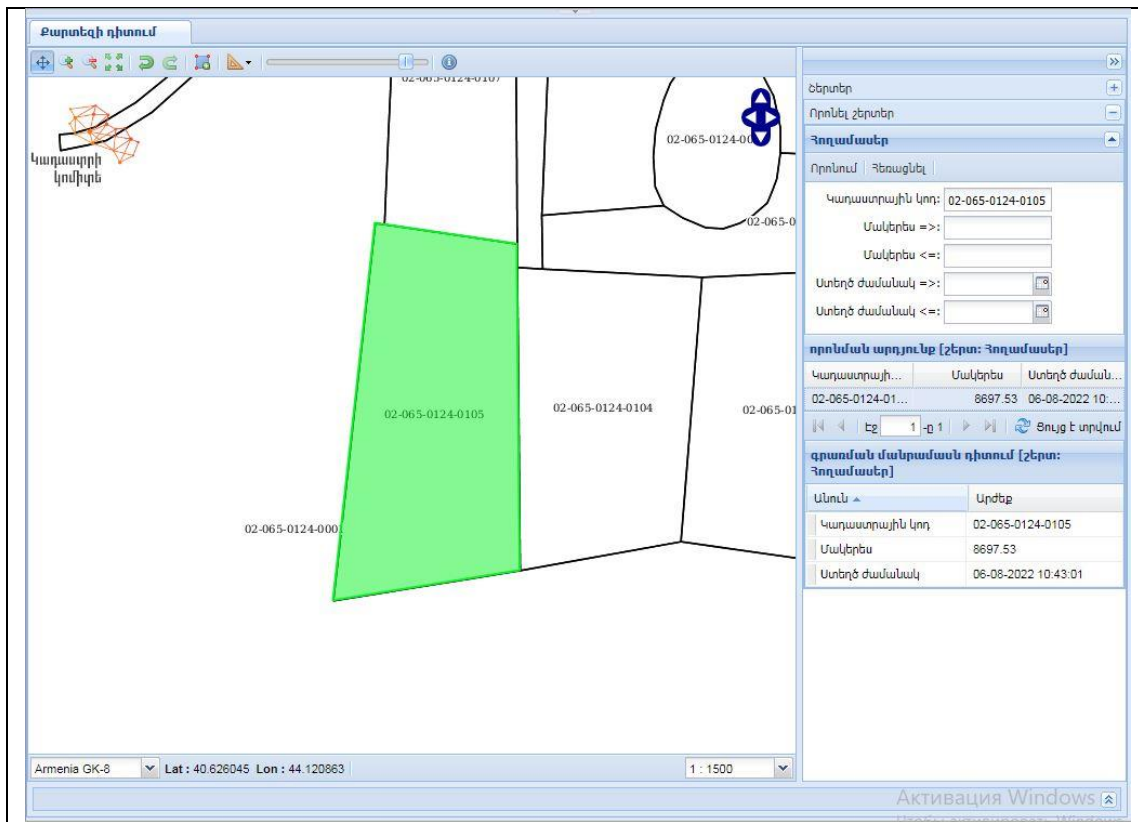 Քարտեզի դիտում
02-065-0124-0107
Կադաստրի
կոմիտե
02-065-0124-00
02-065-0
02-065-0124-0105
02-065-0124-0104
02-065-01
02-065-0124-0001
Armenia GK-8
Lat : 40.626045 Lon : 44.120863
1 : 1500
Շերտեր
Որոնել շերտեր
Հողամասեր
Որոնում Հեռացնել
Կադաստրային կոդ: 02-065-0124-0105
Մակերես =>:
Մակերես <=:
Ստեղծ ժամանակ =>:
Ստեղծ ժամանակ <=:
որոնման արդյունք [շերտ: Հողամասեր]
Կադաստրայի... Մակերես Ստեղծ ժաման...
02-065-0124-01... 8697.53 06-08-2022 10:...
Էջ 1 -ը 1 Ցույց է տրվում
գրառման մանրամասն դիտում [շերտ:
Հողամասեր]
Անուն Արժեք
Կադաստրային կոդ 02-065-0124-0105
Մակերես 8697.53
Ստեղծ ժամանակ 06-08-2022 10:43:01
Активация Windows